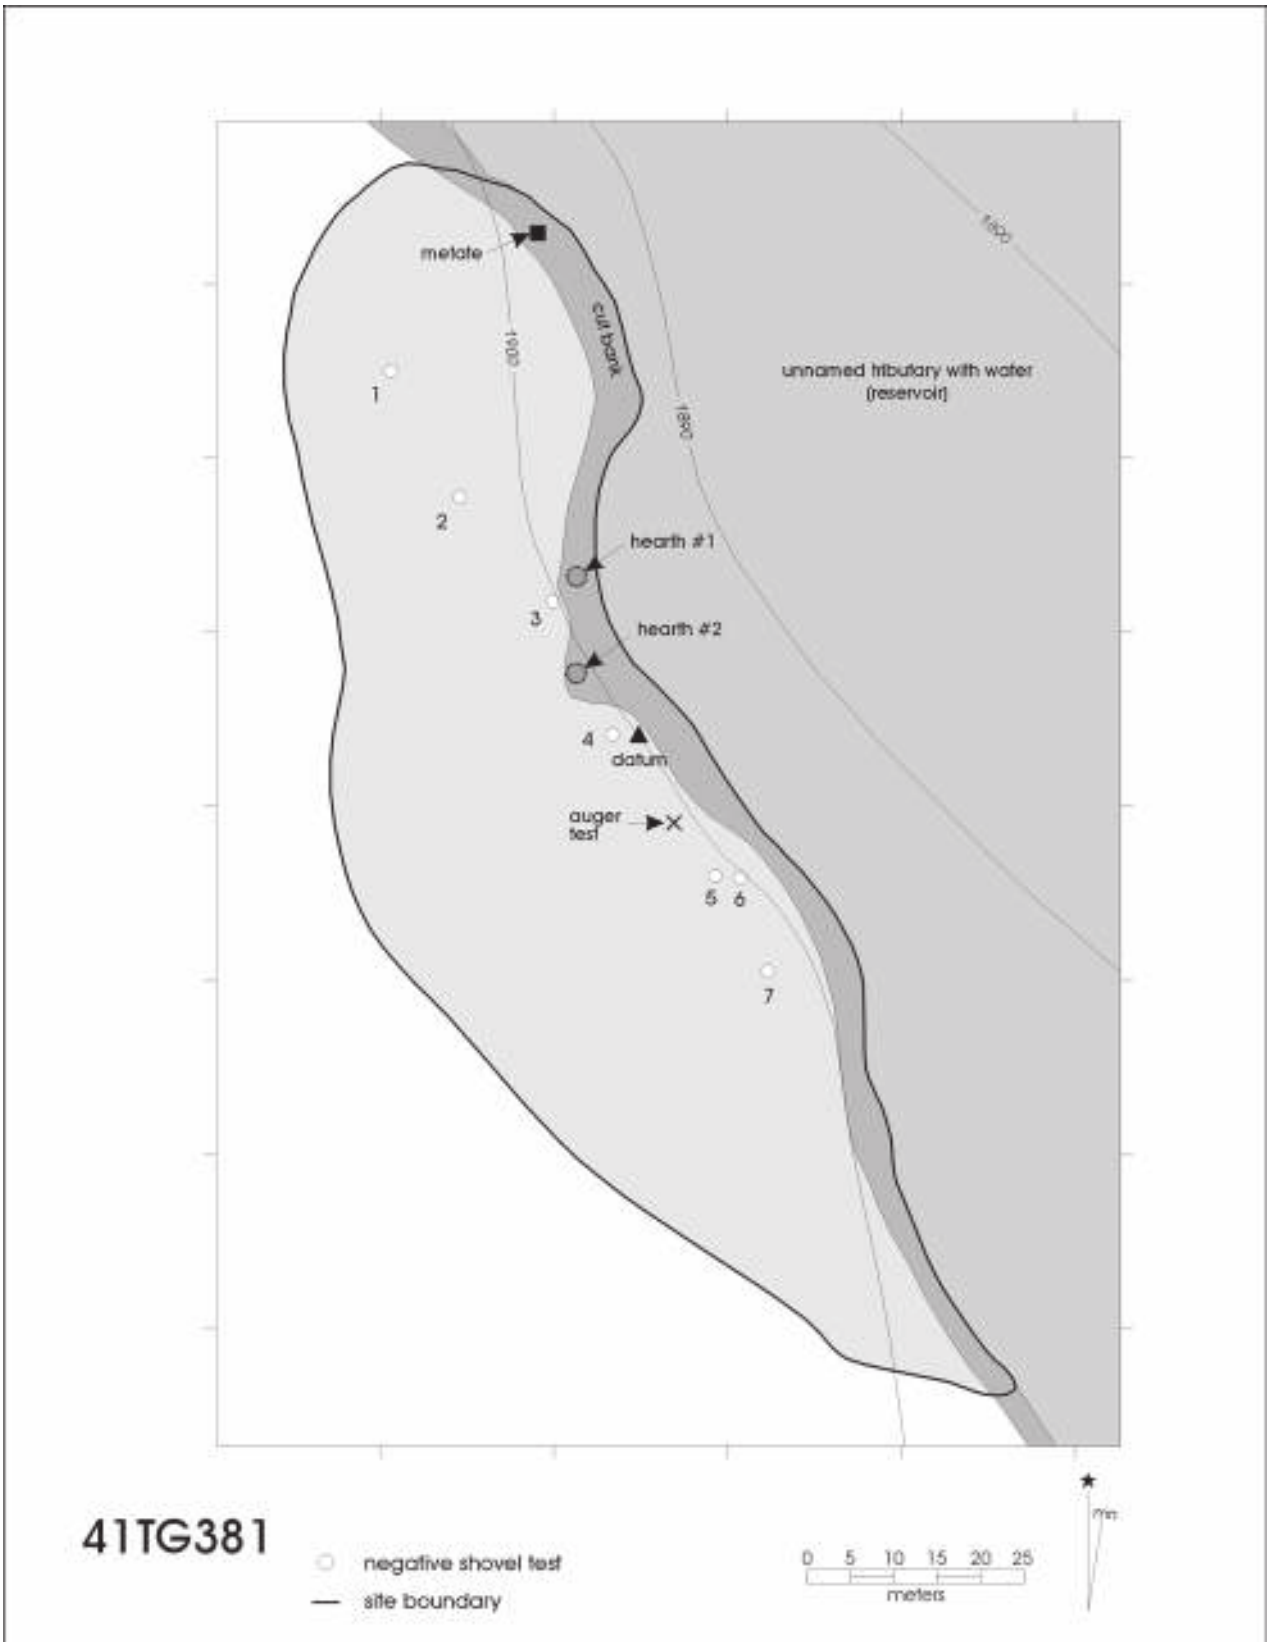 1890
metate
cut bank
1900
unnamed tributary with water
(reservoir)
1
1890
2
hearth #1
3
hearth #2
4
datum
auger
test
5 6
7
41TG381
negative shovel test
site boundary
0 5 10 15 20 25
meters
mn